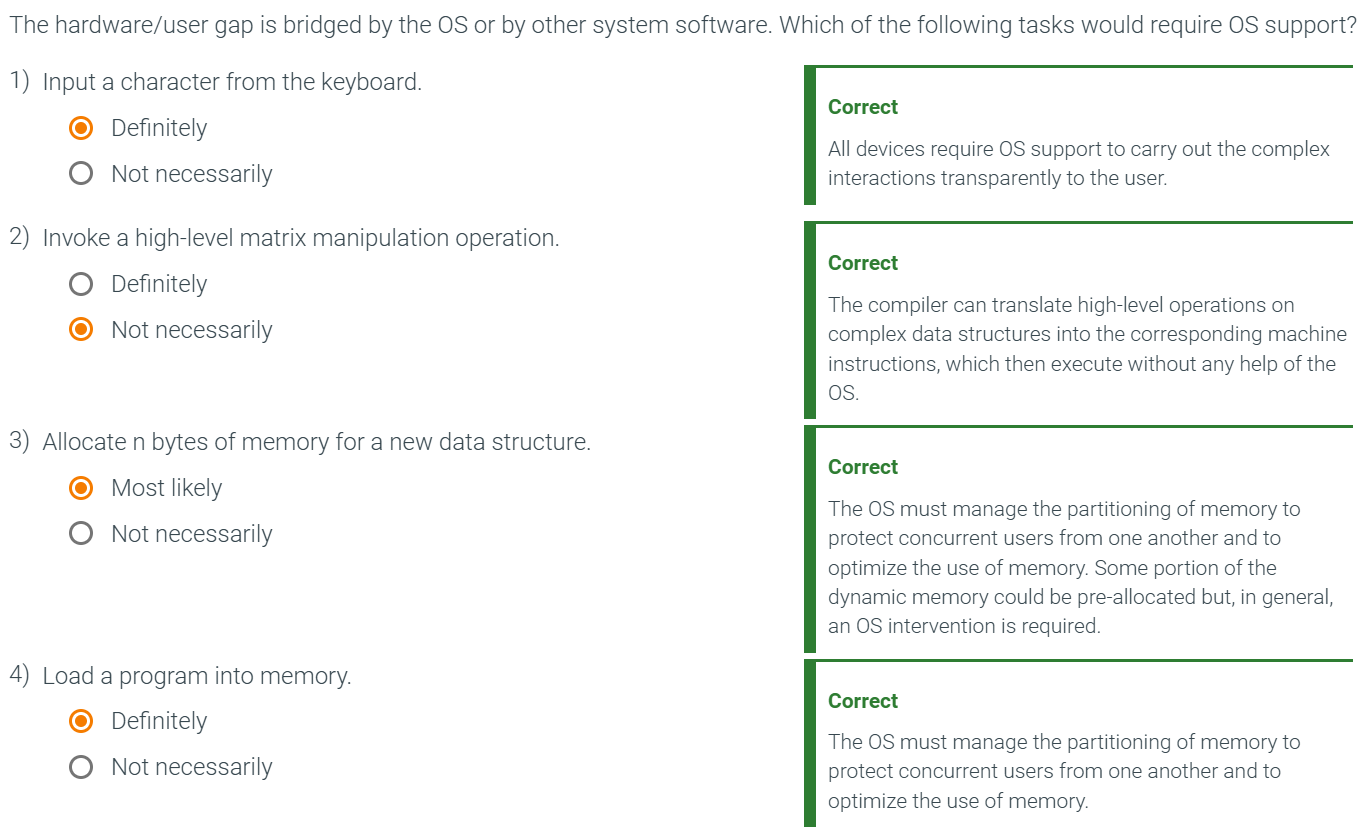 The hardware/user gap is bridged by the OS or by other system software. Which of the following tasks would require OS support?
1) Input a character from the keyboard.
Definitely
Not necessarily
Correct
All devices require OS support to carry out the complex
interactions transparently to the user.
2) Invoke a high-level matrix manipulation operation.
Definitely
Not necessarily
Correct
The compiler can translate high-level operations on
complex data structures into the corresponding machine
instructions, which then execute without any help of the
OS.
3) Allocate n bytes of memory for a new data structure.
Most likely
Not necessarily
Correct
The OS must manage the partitioning of memory to
protect concurrent users from one another and to
optimize the use of memory. Some portion of the
dynamic memory could be pre-allocated but, in general,
an OS intervention is required.
4) Load a program into memory.
Definitely
Not necessarily
Correct
The OS must manage the partitioning of memory to
protect concurrent users from one another and to
optimize the use of memory.